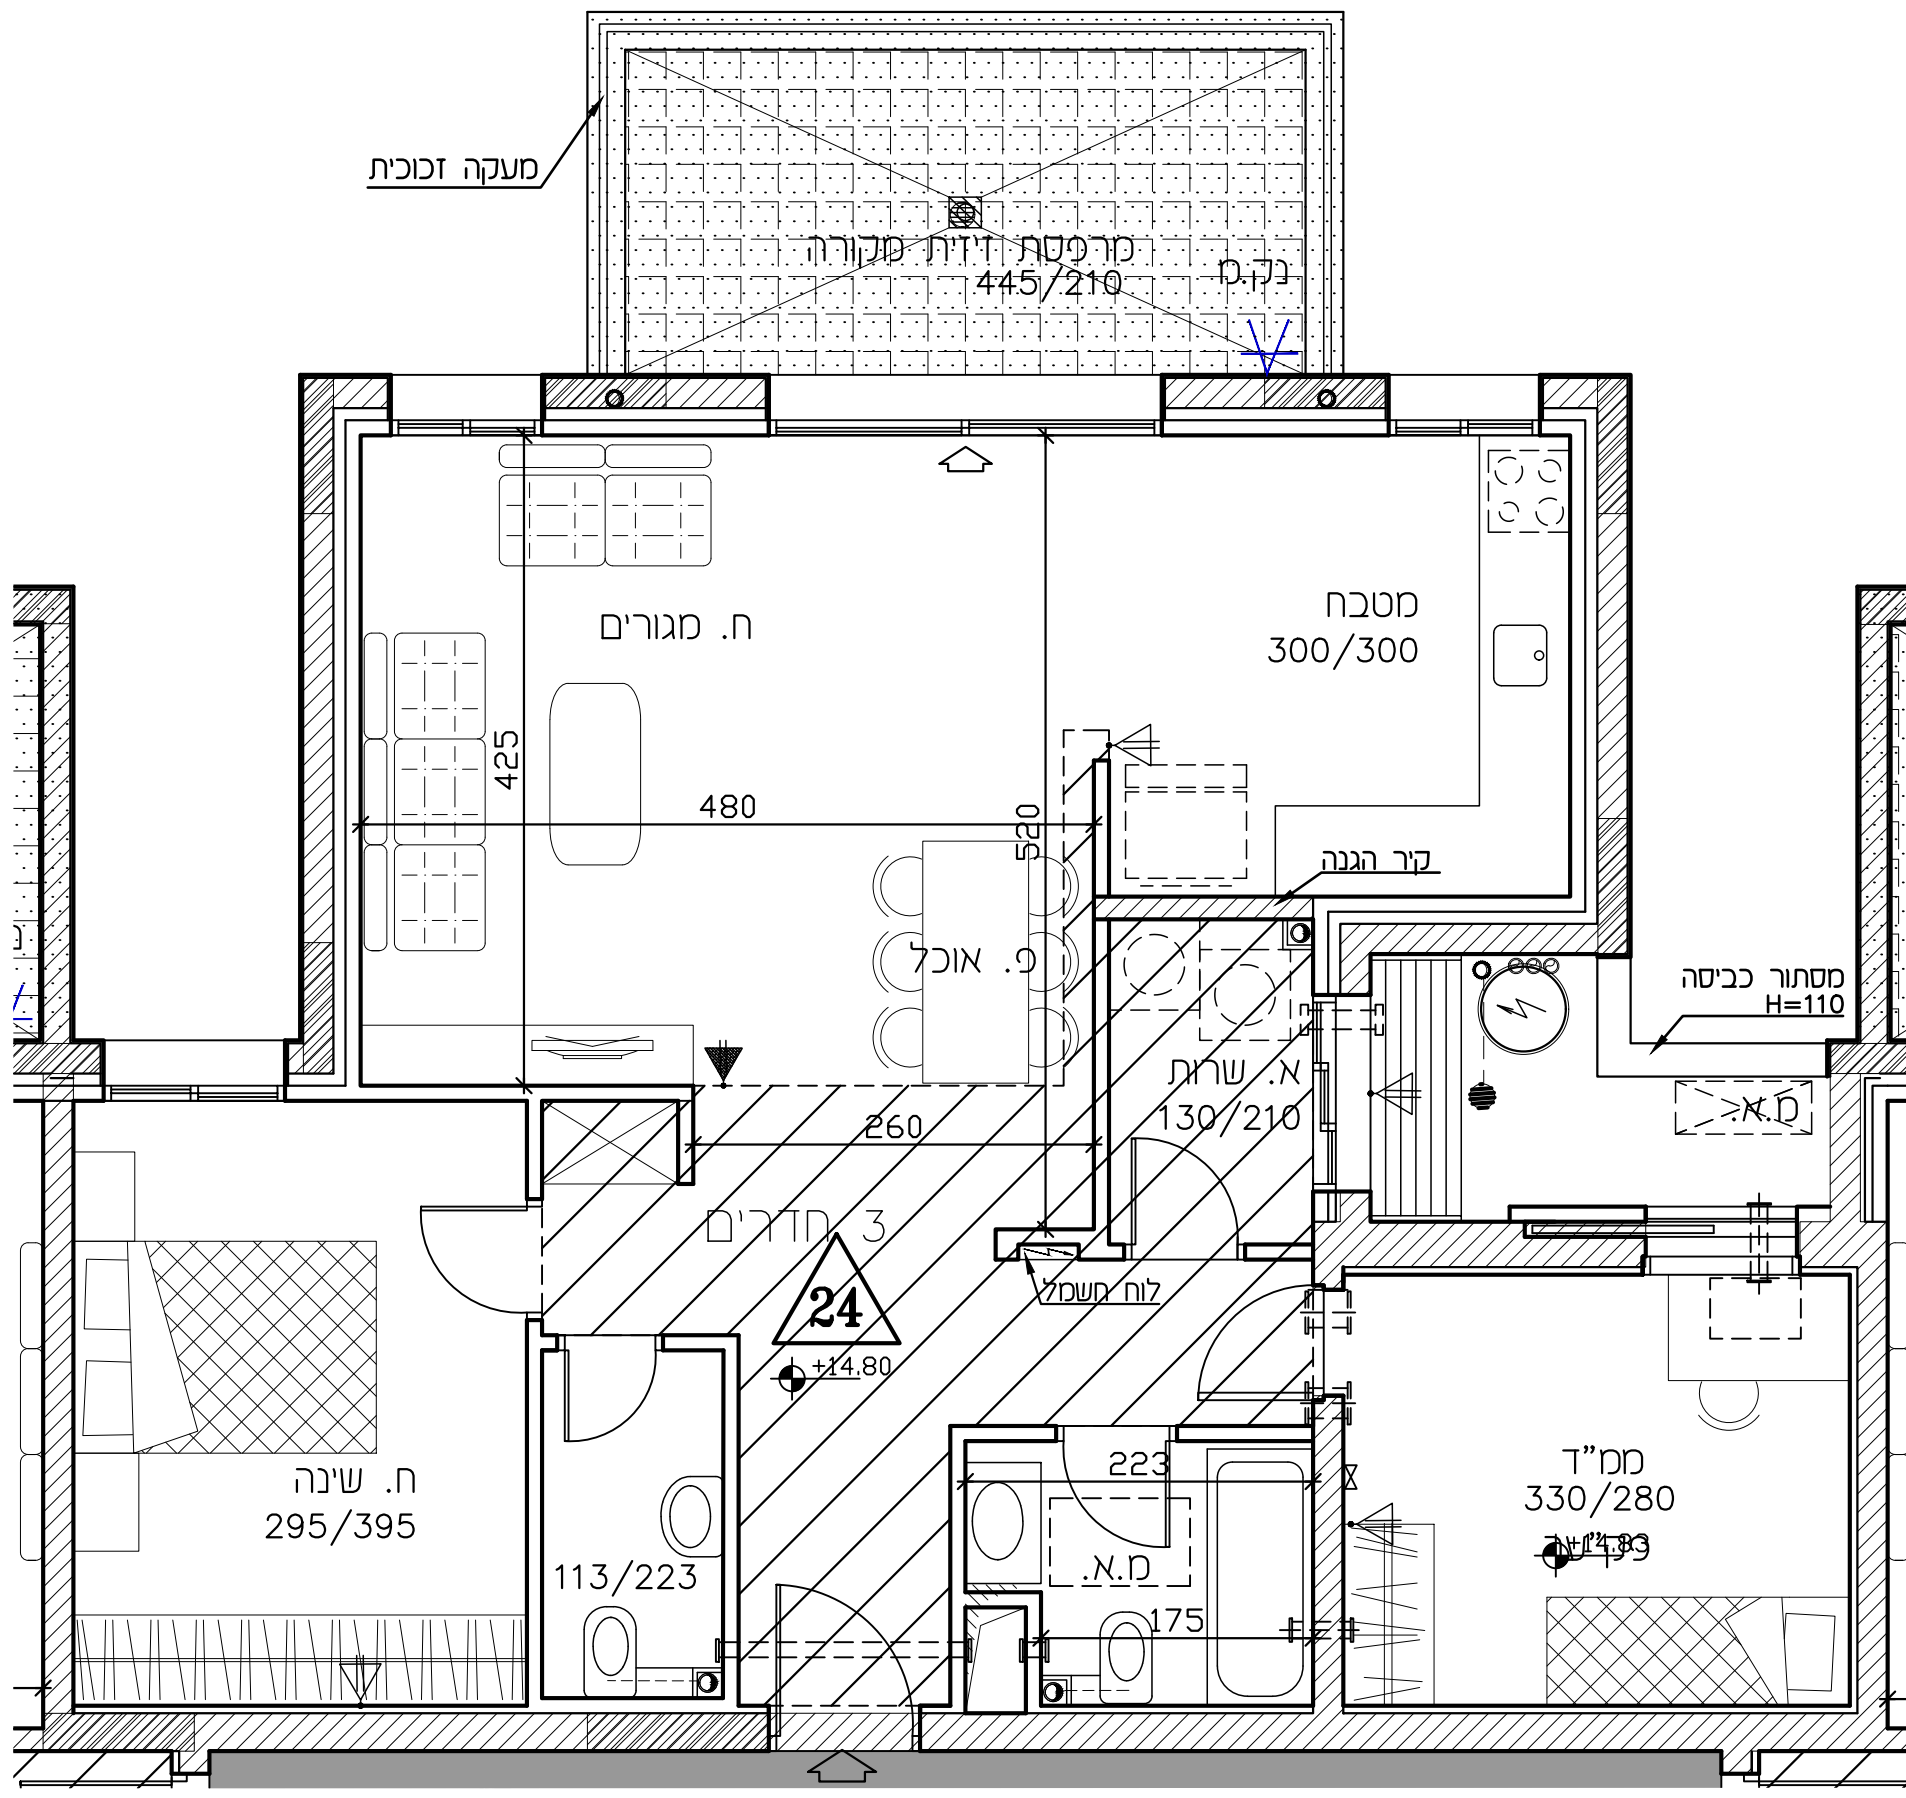 מעקה זכוכית
מרפסת זיזית מקורה
445/210
נק.מ
ח. מגורים
מטבח
300/300
425
480
520
קיר הגנה
פ. אוכל
מסתור כביסה
H=110
א. שרות
130/210
מ.א.
260
3 חדרים
24
לוח חשמל
+14.80
223
ח. שינה
295/395
ממ"ד
330/280
+14.83
113/223
מ.א.
175